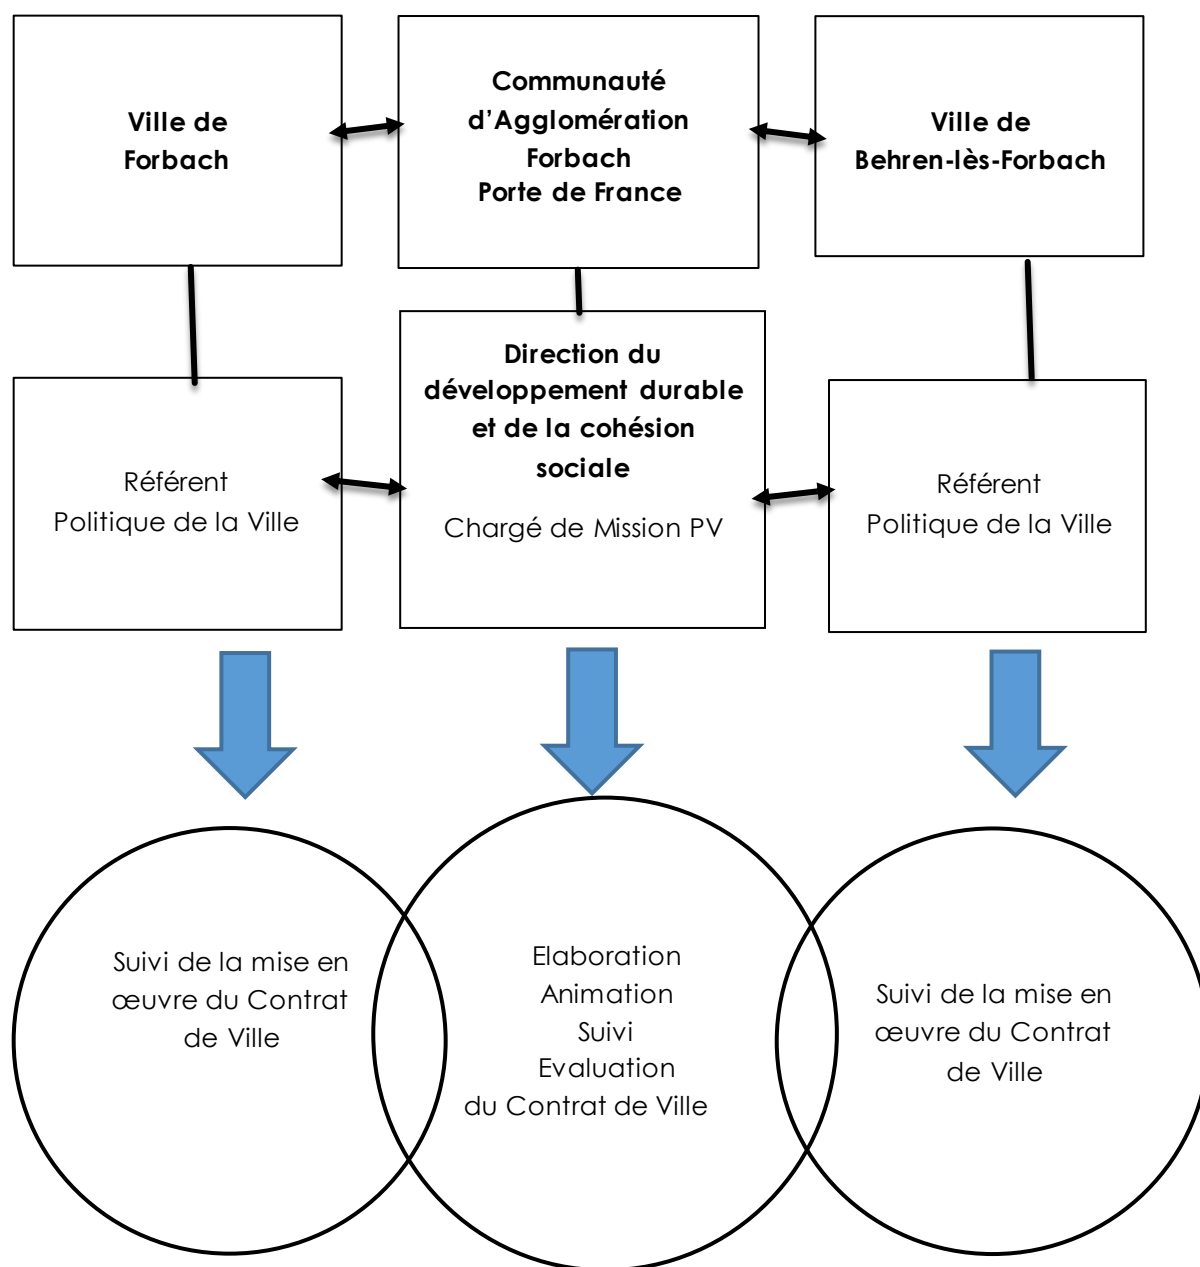 Ville de
Forbach
Communauté
d'Agglomération
Forbach
Porte de France
Ville de
Behren-lès-Forbach
Référent
Politique de la Ville
Direction du
développement durable
et de la cohésion
sociale
Chargé de Mission PV
Référent
Politique de la Ville
Suivi de la mise en
œuvre du Contrat
de Ville
Elaboration
Animation
Suivi
Evaluation
du Contrat de Ville
Suivi de la mise en
œuvre du Contrat
de Ville